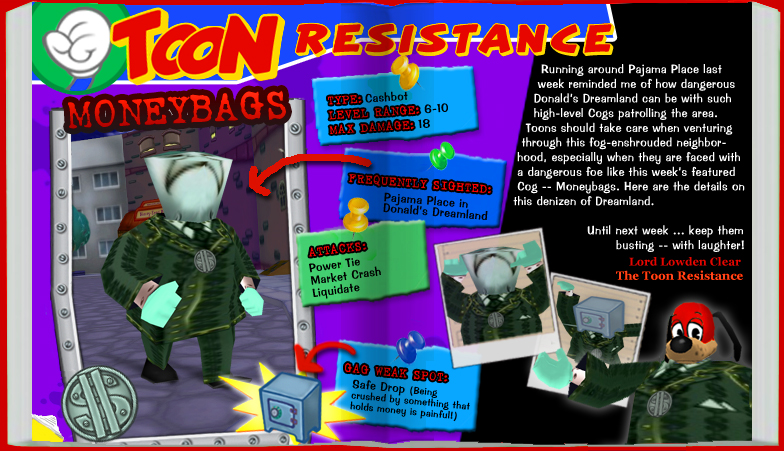 TOON RESISTANCE
MONEYBAGS
TYPE: Cashbot
LEVEL RANGE: 6-10
MAX DAMAGE: 18
FREQUENTLY SIGHTED:
Pajama Place in
Donald's Dreamland
ATTACKS:
Power Tie
Market Crash
Liquidate
GAG WEAK SPOT:
Safe Drop (Being
crushed by something that
holds money is painful!)
Running around Pajama Place last
week reminded me of how dangerous
Donald's Dreamland can be with such
high-level Cogs patrolling the area.
Toons should take care when venturing
through this fog-enshrouded neighbor-
hood, especially when they are faced with
a dangerous foe like this week's featured
Cog -- Moneybags. Here are the details on
this denizen of Dreamland.
Until next week ... keep them
busting -- with laughter!
Lord Lowden Clear
The Toon Resistance